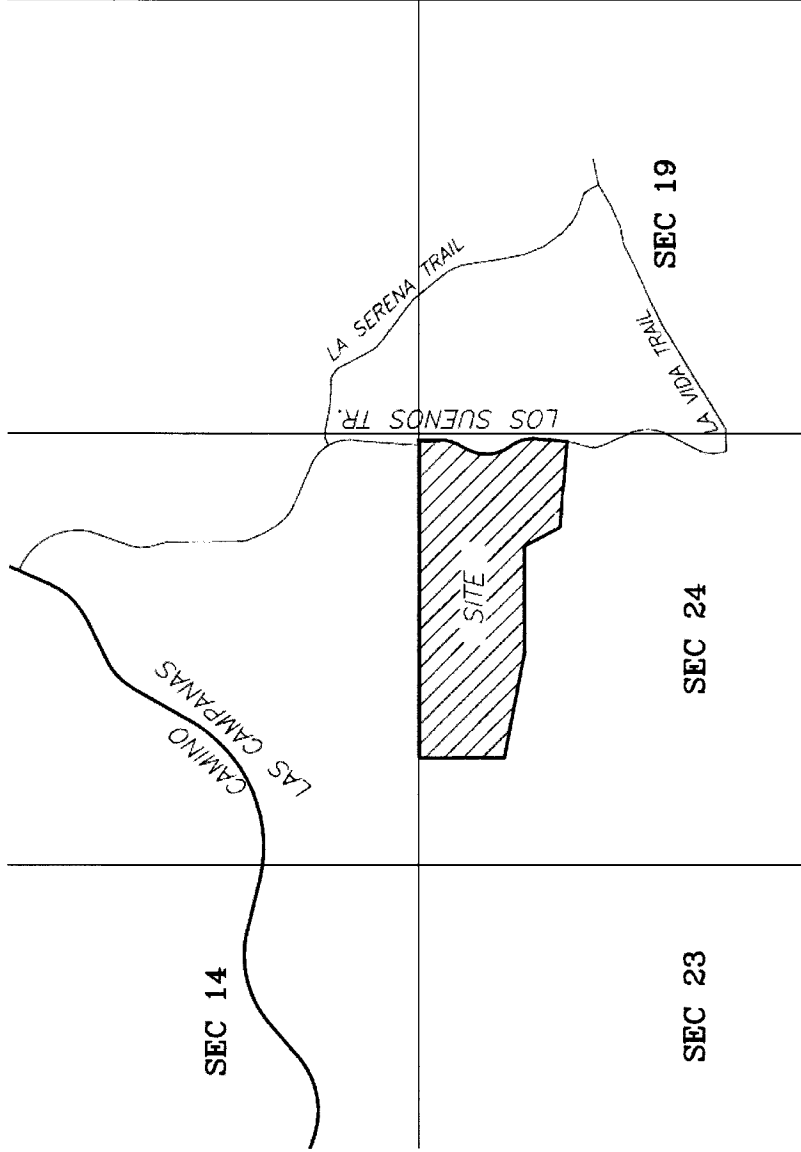 LA SERENA TRAIL
SEC 19
LOS SUENOS TR.
LA VIDA TRAIL
SITE
SEC 24
CAMINO
LAS CAMPANAS
SEC 14
SEC 23